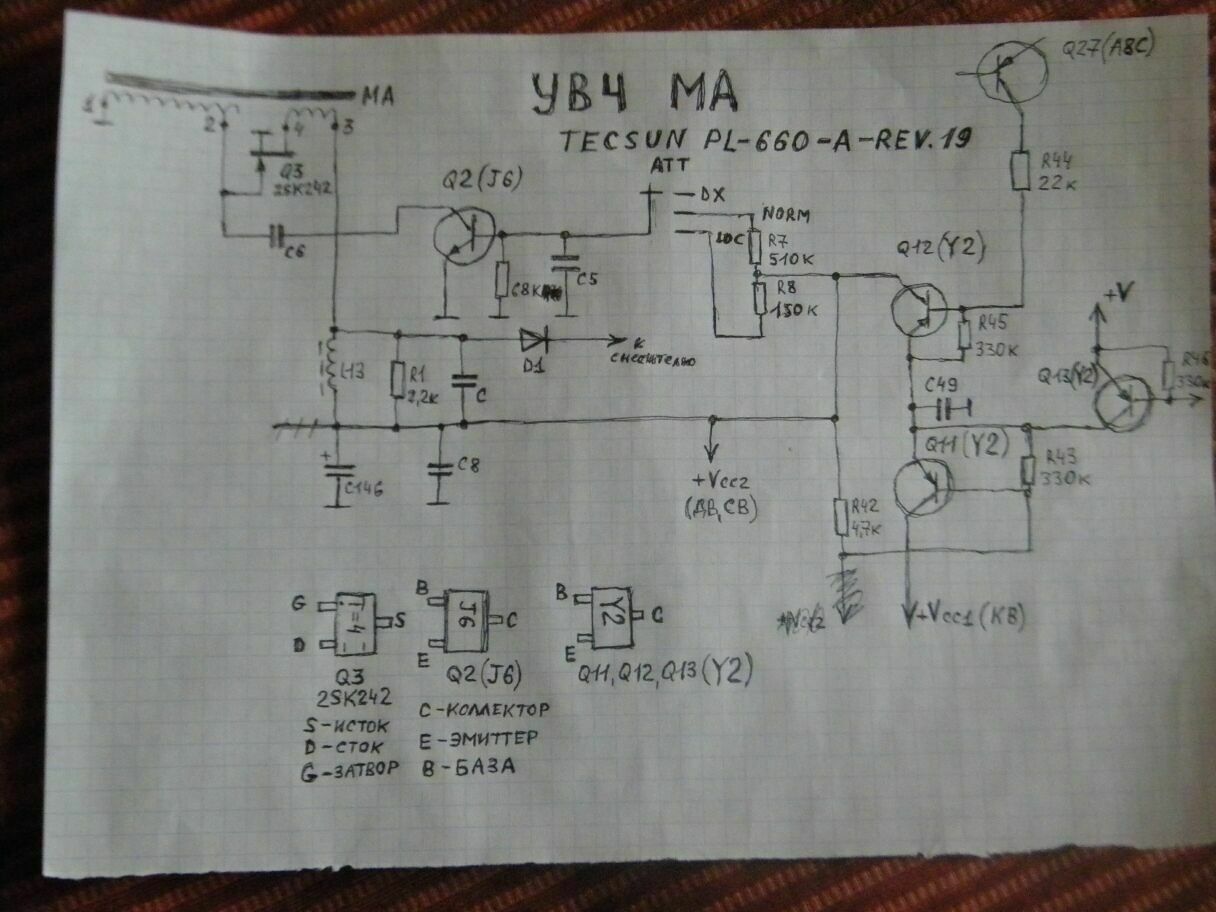 УВЧ МА
TECSUN PL-660-A-REV.19
МА
1
2
4
3
Q3
2SK242
C6
Q2(J6)
68K
C5
ATT
DX
NORM
LOC
R7
510K
R8
150K
Q27(A8C)
R44
22K
Q12(Y2)
R45
330K
+V
R46
330K
Q13(Y2)
C49
Q11(Y2)
R43
330K
R42
4,7K
+VCC1(КВ)
+VCC2
(ДВ,СВ)
L13
R1
2,2K
C
D1
К
смесителю
+
C146
C8
G
D
S
T=4
Q3
2SK242
S-ИСТОК
D-СТОК
G-ЗАТВОР
B
E
C
J6
Q2(J6)
C-КОЛЛЕКТОР
E-ЭМИТТЕР
B-БАЗА
B
E
C
Y2
Q11,Q12,Q13(Y2)